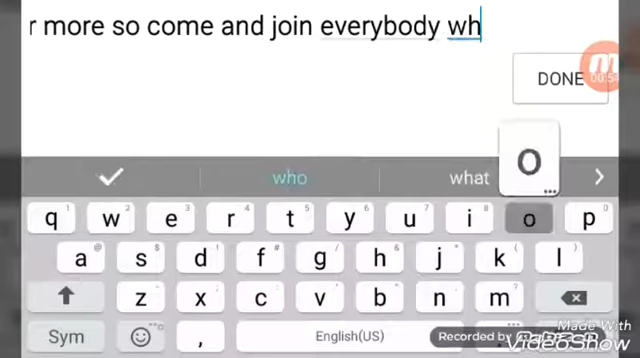 r more so come and join everybody wh
DONE
o
who what
q w e r t y u i o p
a s d f g h j k l
z x c v b n m
Sym , English(US)
Recorded by
Made With
VideoShow